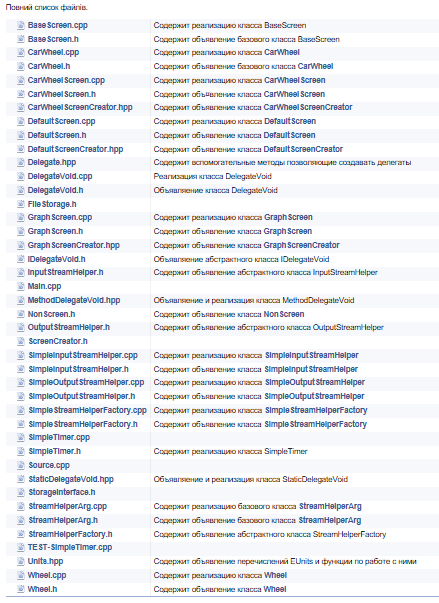 Повний список файлів.
BaseScreen.cpp Содержит реализацию класса BaseScreen
BaseScreen.h Содержит объявление базового класса BaseScreen
CarWheel.cpp Содержит реализацию класса CarWheel
CarWheel.h Содержит объявление базового класса CarWheel
CarWheelScreen.cpp Содержит реализацию класса CarWheelScreen
CarWheelScreen.h Содержит объявление класса CarWheelScreen
CarWheelScreenCreator.hpp Содержит объявление класса CarWheelScreenCreator
DefaultScreen.cpp Содержит реализацию класса DefaultScreen
DefaultScreen.h Содержит объявление класса DefaultScreen
DefaultScreenCreator.hpp Содержит объявление класса DefaultScreenCreator
Delegate.hpp Содержит вспомогательные методы позволяющие создавать делегаты
DelegateVoid.cpp Реализация класса DelegateVoid
DelegateVoid.h Объявляение класса DelegateVoid
FileStorage.h
GraphScreen.cpp Содержит реализацию класса GraphScreen
GraphScreen.h Содержит объявление класса GraphScreen
GraphScreenCreator.hpp Содержит объявление класса GraphScreenCreator
IDelegateVoid.h Объявляение абстрактного класса IDelegateVoid
InputStreamHelper.h Содержит объявление абстрактного класса InputStreamHelper
Main.cpp
MethodDelegateVoid.hpp Объявляение и реализация класса MethodDelegateVoid
NonScreen.h Содержит объявление класса NonScreen
OutputStreamHelper.h Содержит объявление абстрактного класса OutputStreamHelper
ScreenCreator.h
SimpleInputStreamHelper.cpp Содержит реализацию класса SimpleInputStreamHelper
SimpleInputStreamHelper.h Содержит объявление класса SimpleInputStreamHelper
SimpleOutputStreamHelper.cpp Содержит реализацию класса SimpleOutputStreamHelper
SimpleOutputStreamHelper.h Содержит объявление класса SimpleOutputStreamHelper
SimpleStreamHelperFactory.cpp Содержит реализацию класса SimpleStreamHelperFactory
SimpleStreamHelperFactory.h Содержит объявление класса SimpleStreamHelperFactory
SimpleTimer.cpp
SimpleTimer.h Содержит реализацию класса SimpleTimer
Source.cpp
StaticDelegateVoid.hpp Объявляение и реализация класса StaticDelegateVoid
StorageInterface.h
StreamHelperArg.cpp Содержит реализацию базового класса StreamHelperArg
StreamHelperArg.h Содержит объявление базового класса StreamHelperArg
StreamHelperFactory.h Содержит объявление абстрактного класса StreamHelperFactory
TEST-SimpleTimer.cpp
Units.hpp Содержит объявление перечислений EUnits и функции по работе с ними
Wheel.cpp Содержит реализацию класса Wheel
Wheel.h Содержит объявление класса Wheel